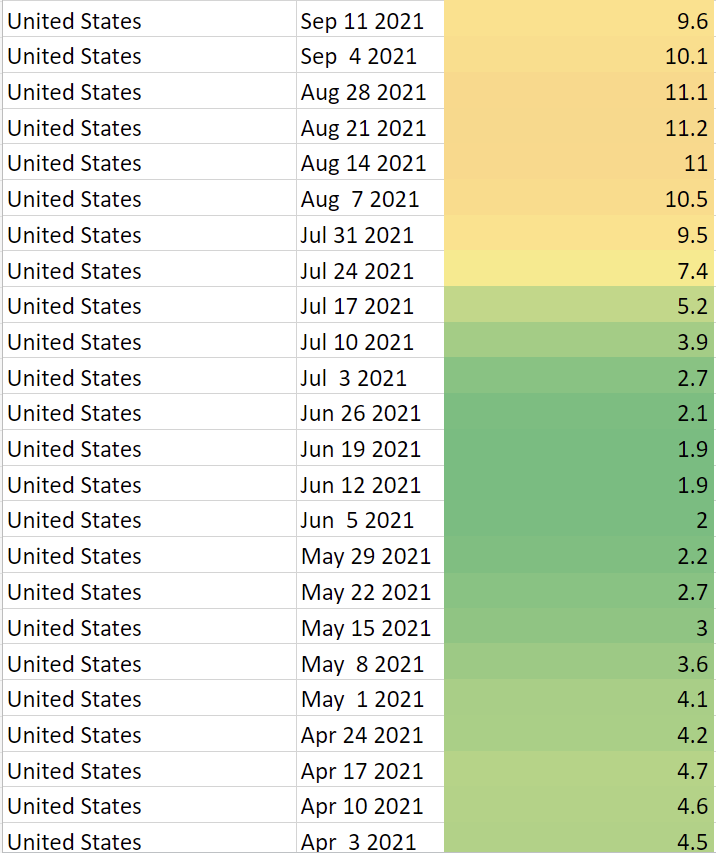 United States Sep 11 2021 9.6
United States Sep  4 2021 10.1
United States Aug 28 2021 11.1
United States Aug 21 2021 11.2
United States Aug 14 2021 11
United States Aug  7 2021 10.5
United States Jul 31 2021 9.5
United States Jul 24 2021 7.4
United States Jul 17 2021 5.2
United States Jul 10 2021 3.9
United States Jul  3 2021 2.7
United States Jun 26 2021 2.1
United States Jun 19 2021 1.9
United States Jun 12 2021 1.9
United States Jun  5 2021 2
United States May 29 2021 2.2
United States May 22 2021 2.7
United States May 15 2021 3
United States May  8 2021 3.6
United States May  1 2021 4.1
United States Apr 24 2021 4.2
United States Apr 17 2021 4.7
United States Apr 10 2021 4.6
United States Apr  3 2021 4.5